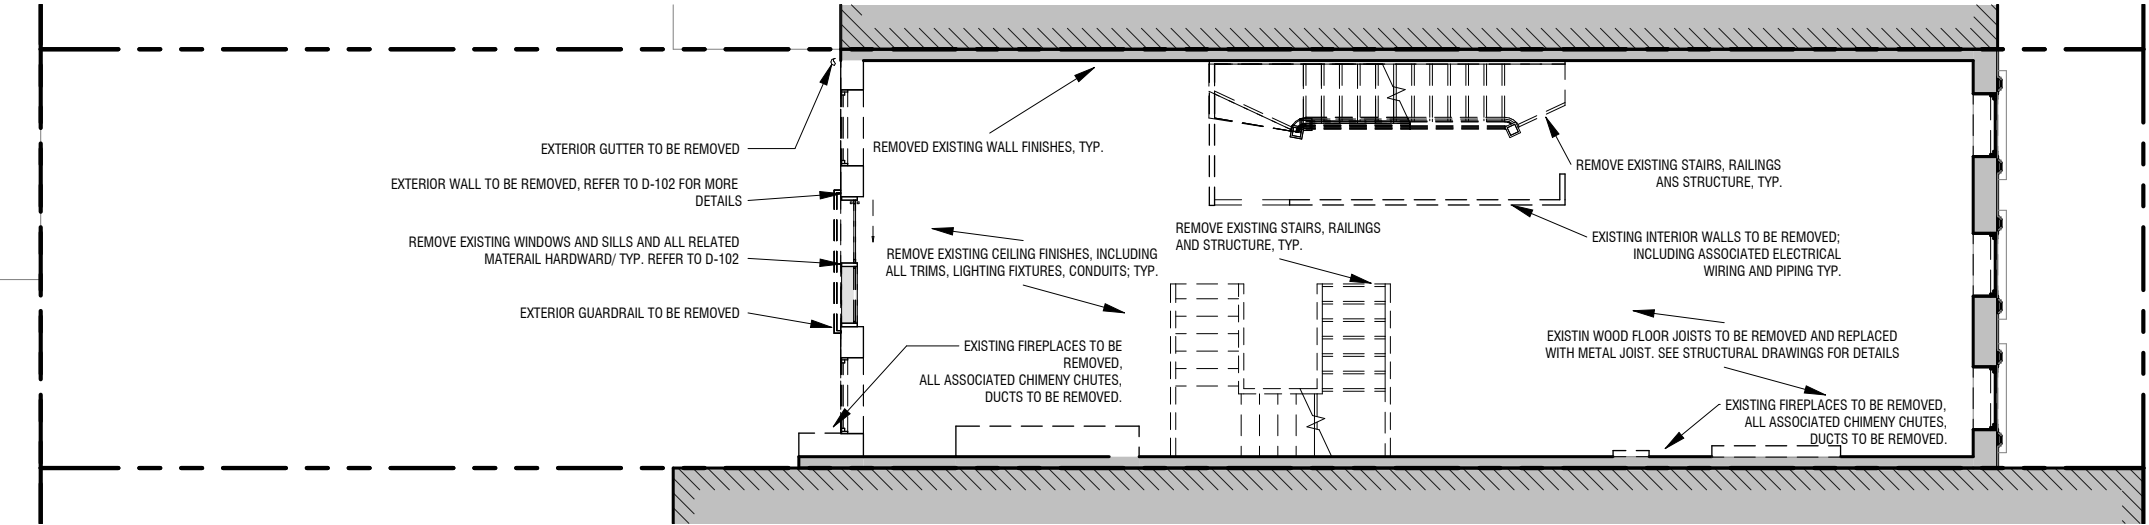 EXTERIOR GUTTER TO BE REMOVED
EXTERIOR WALL TO BE REMOVED, REFER TO D-102 FOR MORE
DETAILS
REMOVE EXISTING WINDOWS AND SILLS AND ALL RELATED
MATERAIL HARDWARE/ TYP. REFER TO D-102
EXTERIOR GUARDRAIL TO BE REMOVED
REMOVED EXISTING WALL FINISHES, TYP.
REMOVE EXISTING CEILING FINISHES, INCLUDING
ALL TRIMS, LIGHTING FIXTURES, CONDUITS; TYP.
EXISTING FIREPLACES TO BE
REMOVED,
ALL ASSOCIATED CHIMENY CHUTES,
DUCTS TO BE REMOVED.
REMOVE EXISTING STAIRS, RAILINGS
AND STRUCTURE, TYP.
REMOVE EXISTING STAIRS, RAILINGS
ANS STRUCTURE, TYP.
EXISTING INTERIOR WALLS TO BE REMOVED;
INCLUDING ASSOCIATED ELECTRICAL
WIRING AND PIPING TYP.
EXISTIN WOOD FLOOR JOISTS TO BE REMOVED AND REPLACED
WITH METAL JOIST. SEE STRUCTURAL DRAWINGS FOR DETAILS
EXISTING FIREPLACES TO BE REMOVED,
ALL ASSOCIATED CHIMENY CHUTES,
DUCTS TO BE REMOVED.